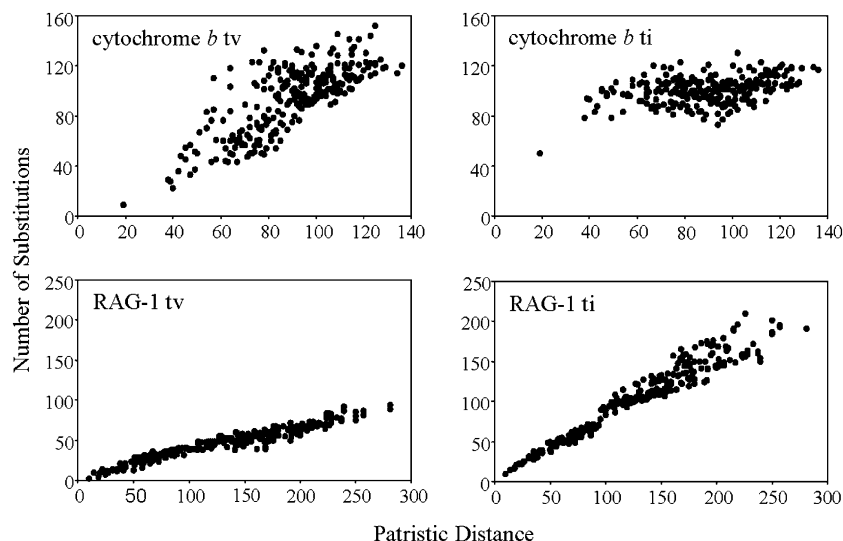 cytochrome b tv
160
120
80
40
0
0 20 40 60 80 100 120 140
cytochrome b ti
160
120
80
40
0
0 20 40 60 80 100 120 140
Number of Substitutions
RAG-1 tv
250
200
150
100
50
0
0 50 100 150 200 250 300
RAG-1 ti
250
200
150
100
50
0
0 50 100 150 200 250 300
Patristic Distance